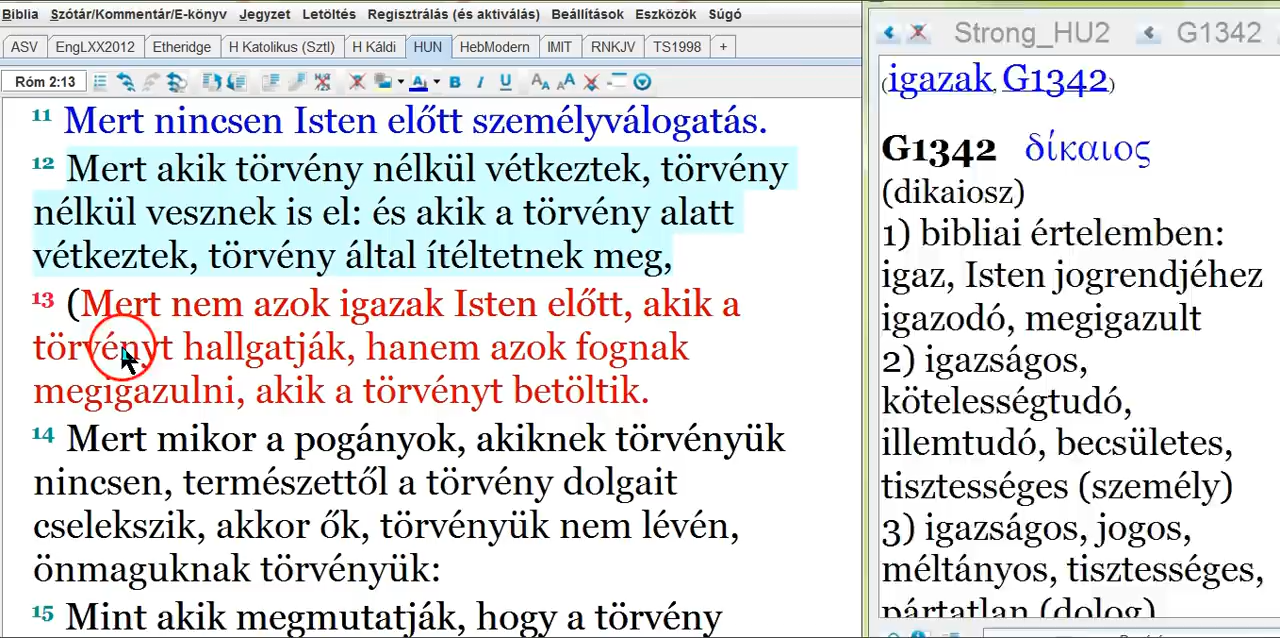 Biblia Szótár/Kommentár/E-könyv Jegyzet Letöltés Regisztrálás (és aktiválás) Beállítások Eszközök Súgó
ASV EngLXX2012 Etheridge H Katolikus (Sztl) H Káldi HUN HebModern IMIT RNKJV TS1998 +
Róm 2:13
11 Mert nincsen Isten előtt személyválogatás.
12 Mert akik törvény nélkül vétkeztek, törvény
nélkül vesznek is el: és akik a törvény alatt
vétkeztek, törvény által ítéltetnek meg,
13 (Mert nem azok igazak Isten előtt, akik a
törvényt hallgatják, hanem azok fognak
megigazulni, akik a törvényt betöltik.
14 Mert mikor a pogányok, akiknek törvényük
nincsen, természettől a törvény dolgait
cselekszik, akkor ők, törvényük nem lévén,
önmaguknak törvényük:
15 Mint akik megmutatják, hogy a törvény
Strong_HU2 G1342
(igazak, G1342)
G1342 δίκαιος
(dikaiosz)
1) bibliai értelemben:
igaz, Isten jogrendjéhez
igazodó, megigazult
2) igazságos,
kötelességtudó,
illemtudó, becsületes,
tisztességes (személy)
3) igazságos, jogos,
méltányos, tisztességes,
pártatlan (dolog)